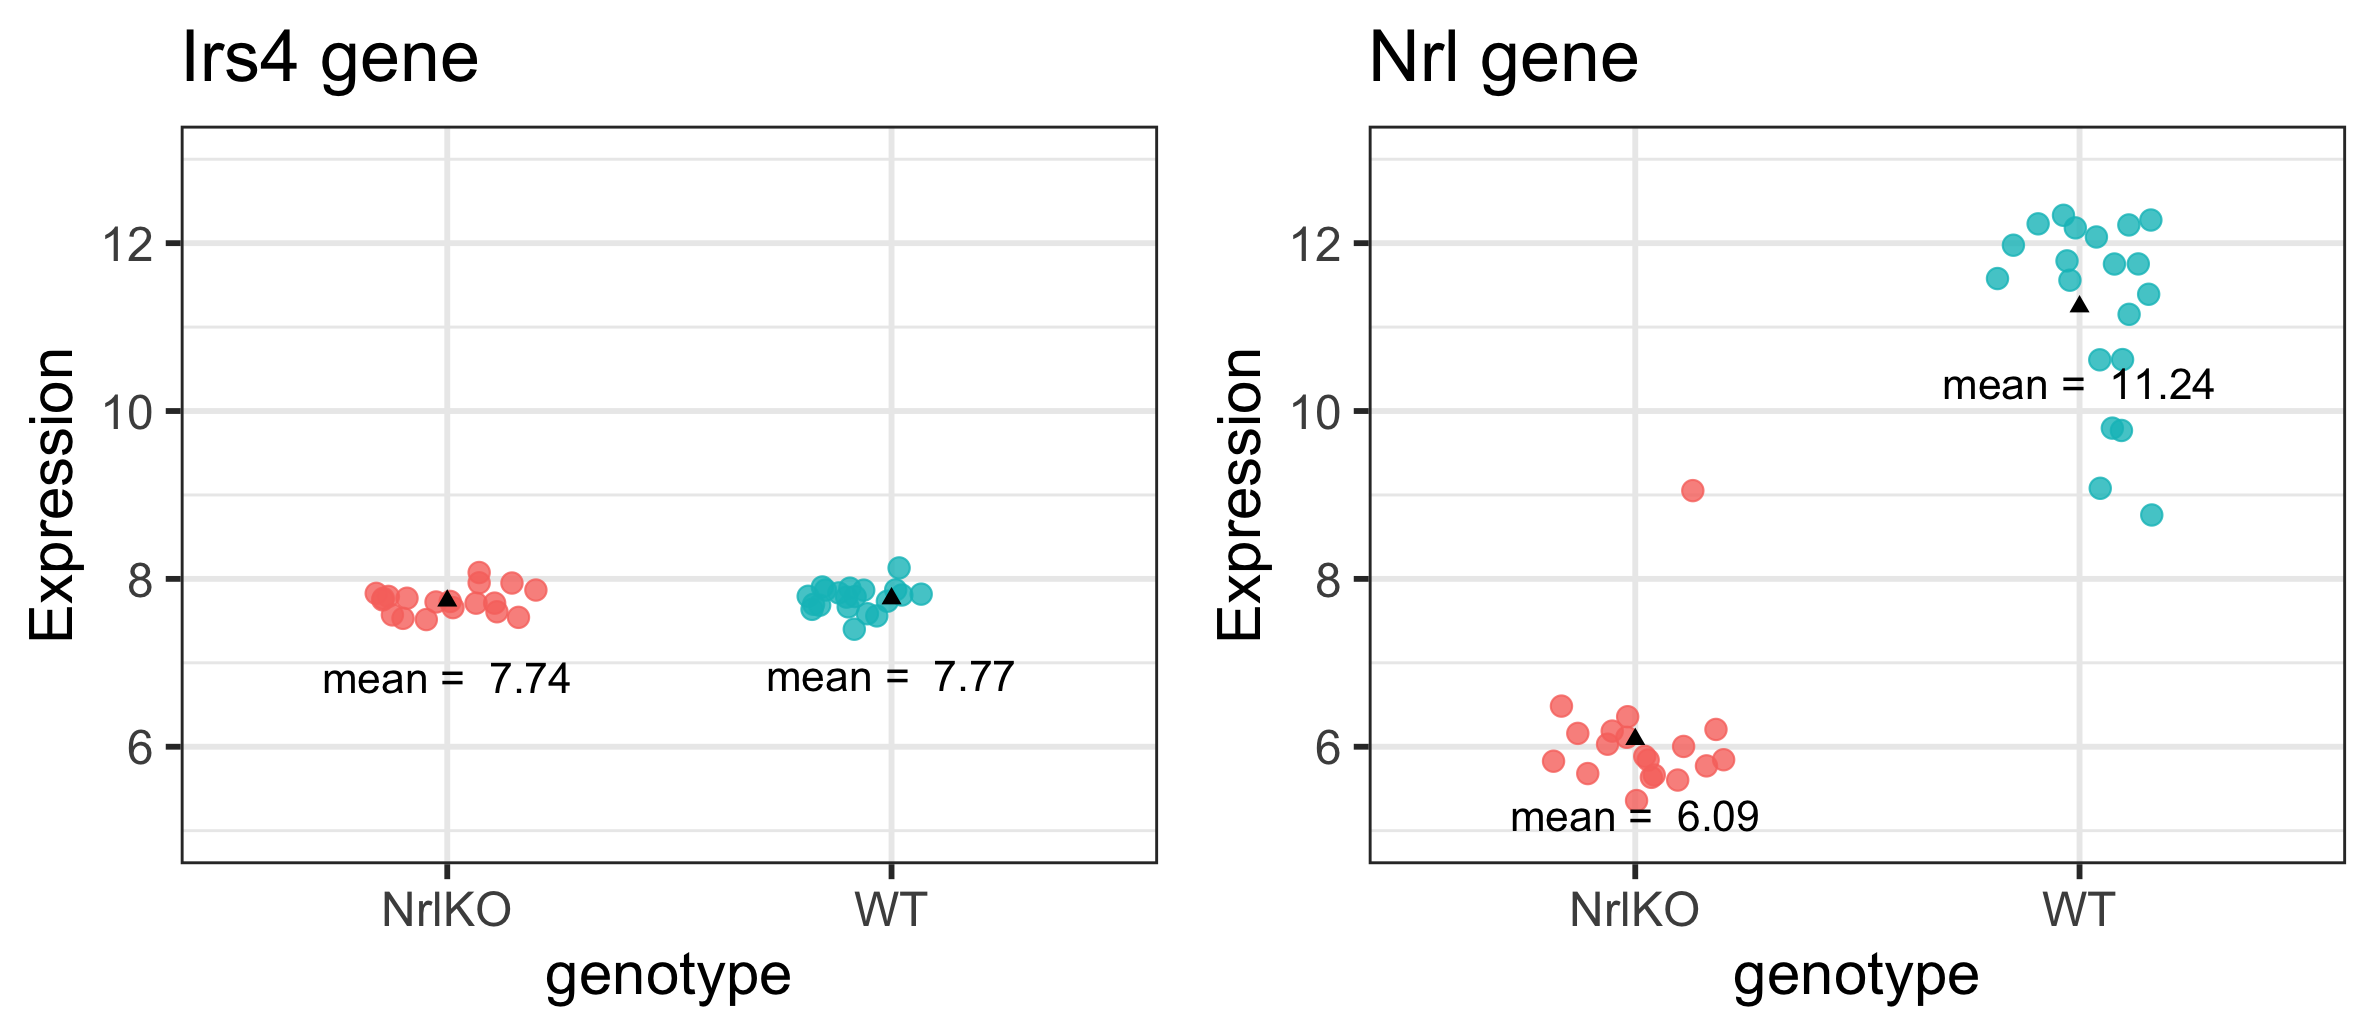 Irs4 gene
Expression
12
10
8
6
mean = 7.74
mean = 7.77
NrlKO
WT
genotype
Nrl gene
Expression
12
10
8
6
mean = 11.24
mean = 6.09
NrlKO
WT
genotype